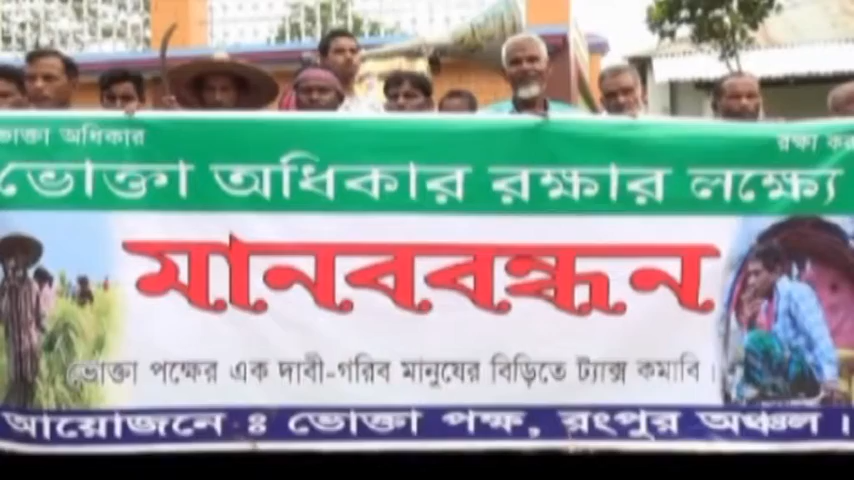 ভোক্তা অধিকার
রক্ষা কর
ভোক্তা অধিকার রক্ষার লক্ষ্যে
মানববন্ধন
ভোক্তা পক্ষের এক দাবী-গরিব মানুষের বিড়িতে ট্যাক্স কমাবি।
আয়োজনে ঃ ভোক্তা পক্ষ, রংপুর অঞ্চল।